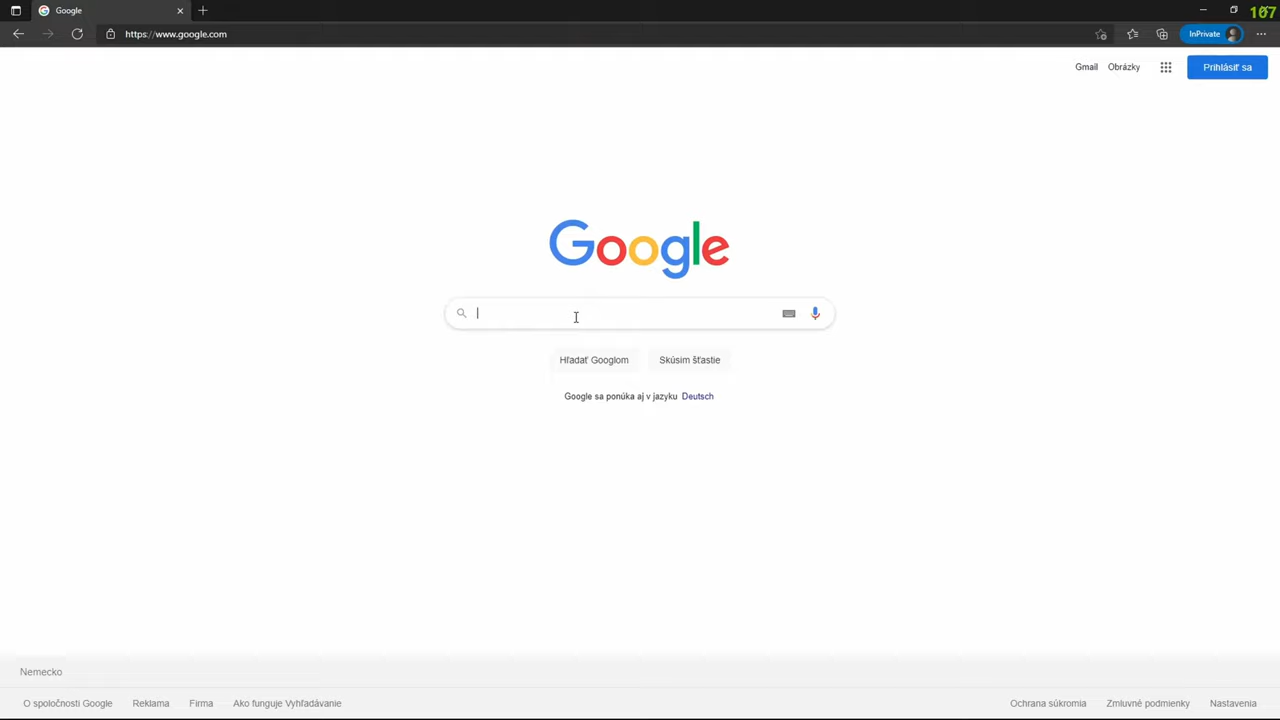 Google
107
https://www.google.com
InPrivate
Gmail Obrázky Prihlásiť sa
Google
Hľadať Googlom Skúsim šťastie
Google sa ponúka aj v jazyku Deutsch
Nemecko
O spoločnosti Google Reklama Firma Ako funguje Vyhľadávanie Ochrana súkromia Zmluvné podmienky Nastavenia